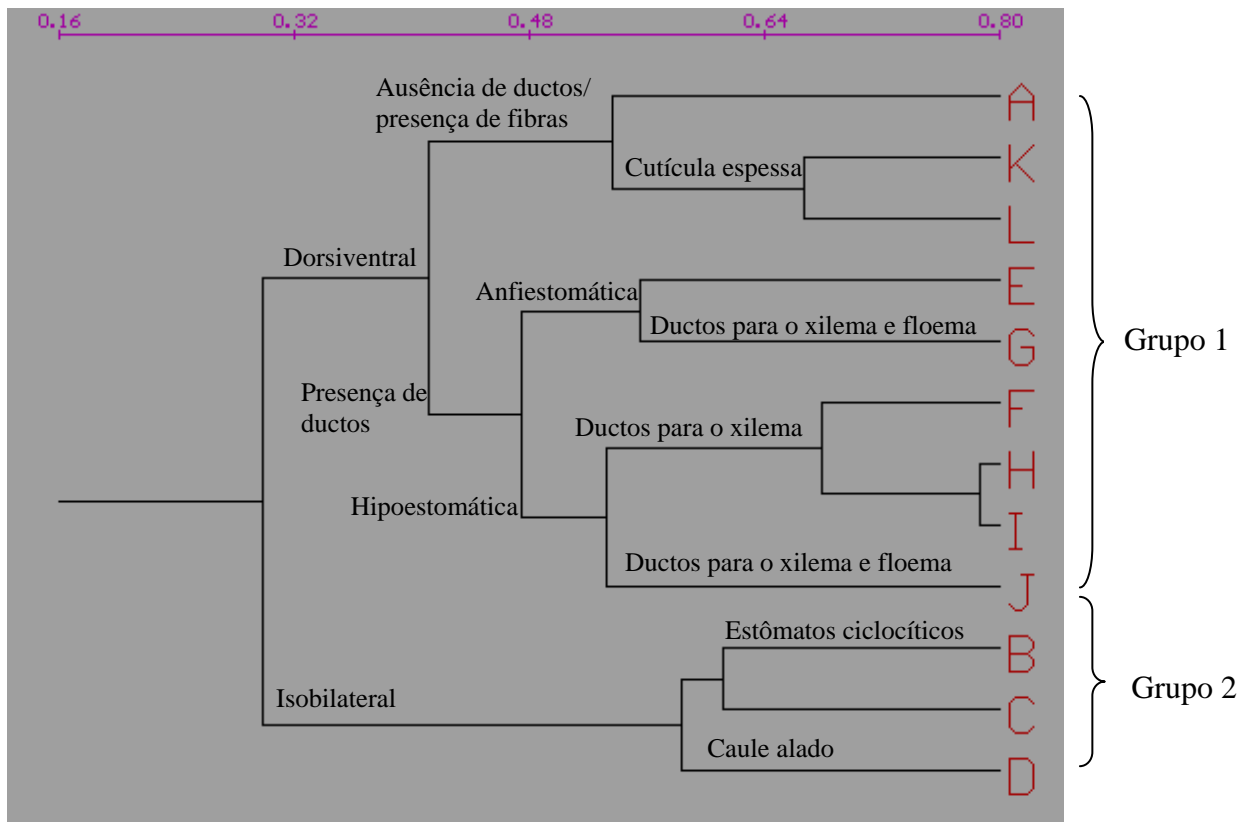 0.16 0.32 0.48 0.64 0.80
Ausência de ductos/
presença de fibras
A
Cutícula espessa
K
L
Dorsiventral
E
Anfiestomática
Ductos para o xilema e floema
G
Grupo 1
Presença de
ductos
F
Ductos para o xilema
H
Hipoestomática
I
Ductos para o xilema e floema
J
Estômatos ciclocíticos
B
Isobilateral
Grupo 2
C
Caule alado
D